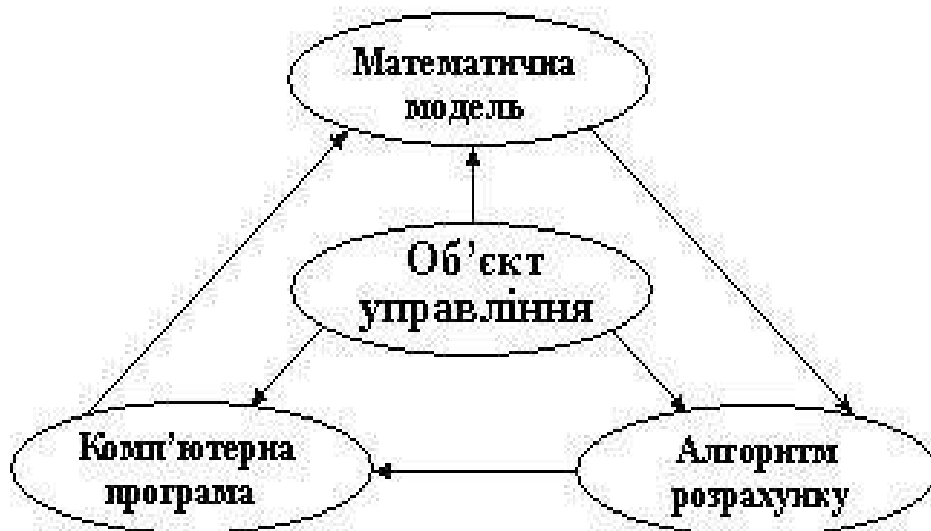 Математична
модель
Об’єкт
управління
Комп’ютерна
програма
Алгоритм
розрахунку